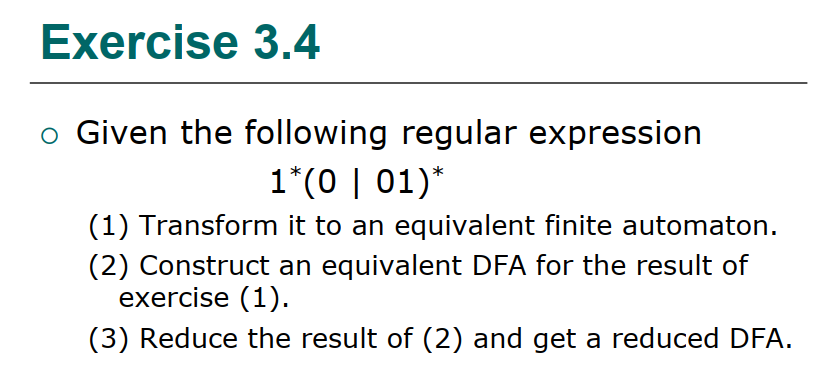 Exercise 3.4
Given the following regular expression
1*(0 | 01)*
(1) Transform it to an equivalent finite automaton.
(2) Construct an equivalent DFA for the result of
exercise (1).
(3) Reduce the result of (2) and get a reduced DFA.